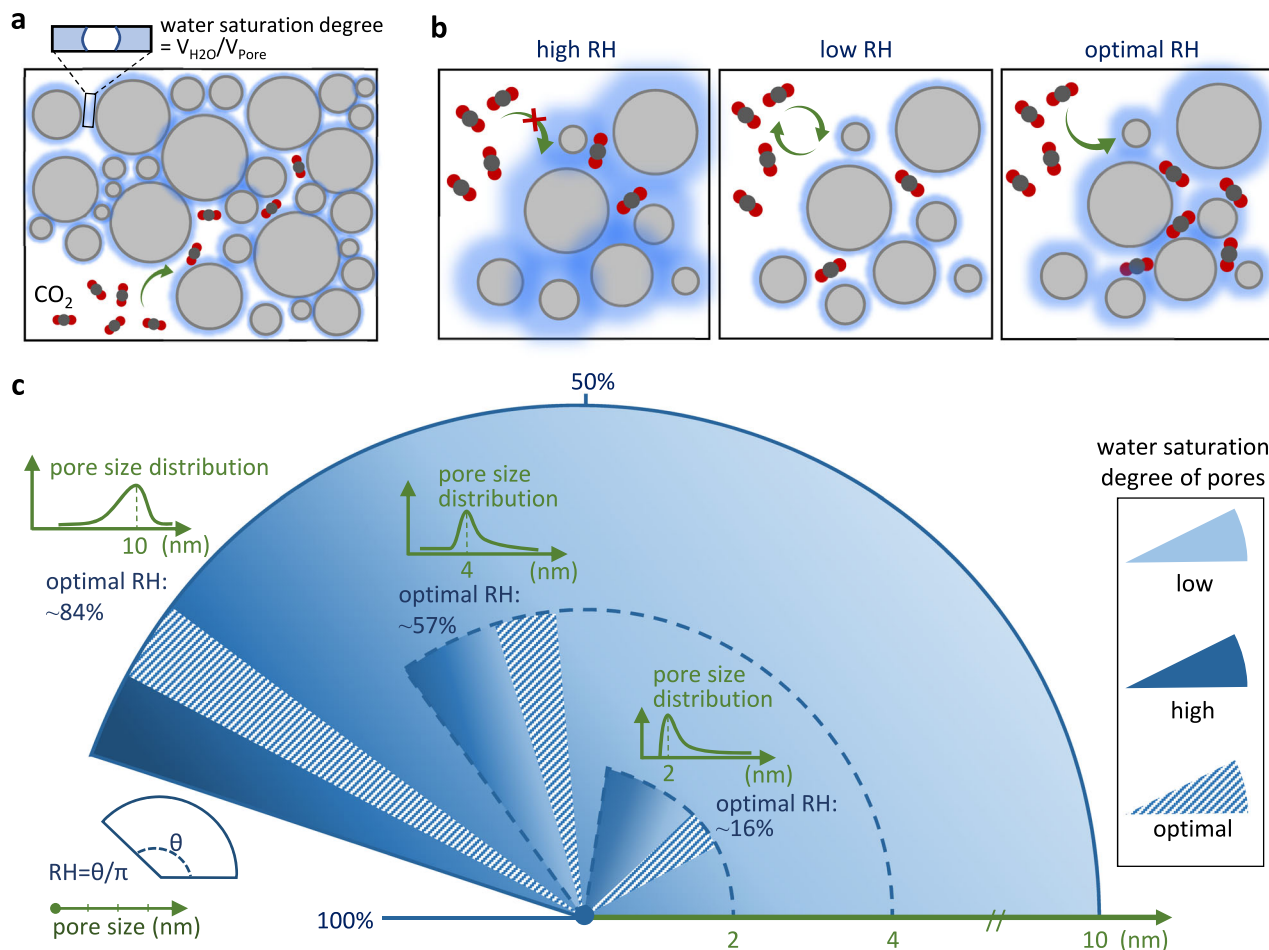 a
water saturation degree
= VH2O/VPore
CO2
b
high RH
low RH
optimal RH
c
50%
pore size distribution
10 (nm)
optimal RH:
~84%
pore size
distribution
4 (nm)
optimal RH:
~57%
pore size
distribution
2 (nm)
optimal RH:
~16%
water saturation
degree of pores
low
high
optimal
θ
RH=θ/π
pore size (nm)
100%
2 4 // 10 (nm)